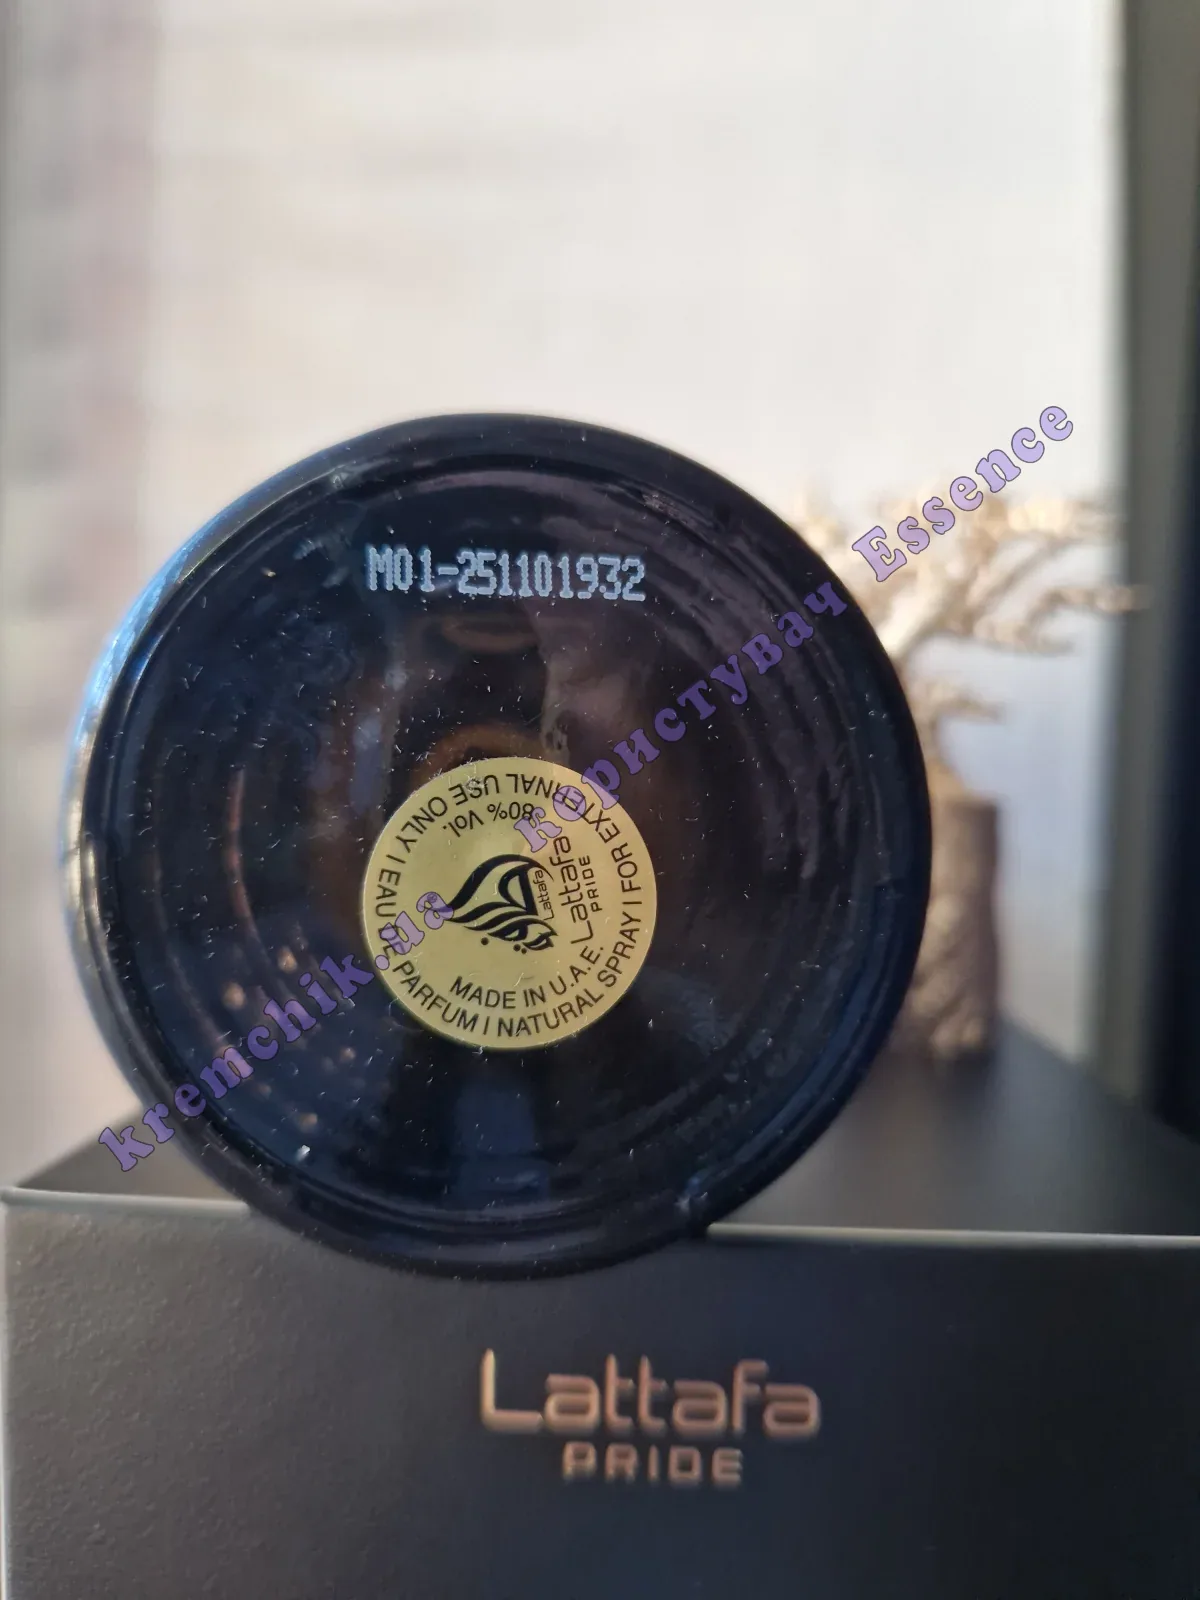 M01-251101932
80% Vol.
Lattafa
Lattafa
PRIDE
MADE IN U.A.E.
EAU DE PARFUM | NATURAL SPRAY | FOR EXTERNAL USE ONLY |
Lattafa
PRIDE
kremchik.ua користувач Essence